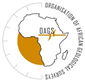 ORGANISATION OF AFRICAN GEOLOGICAL SURVEYS
OAGS